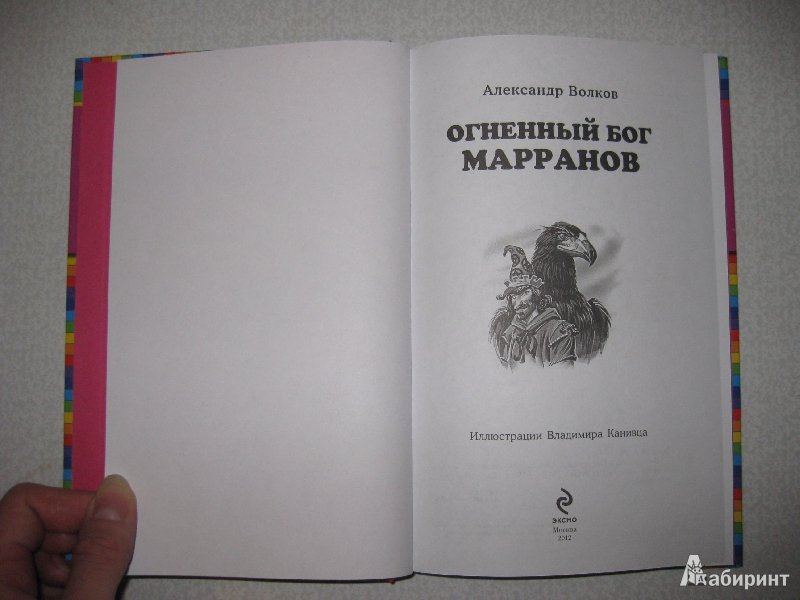 Александр Волков
ОГНЕННЫЙ БОГ
МАРРАНОВ
Иллюстрации Владимира Канивца
ЭКСМО
Москва
2012
Лабиринт